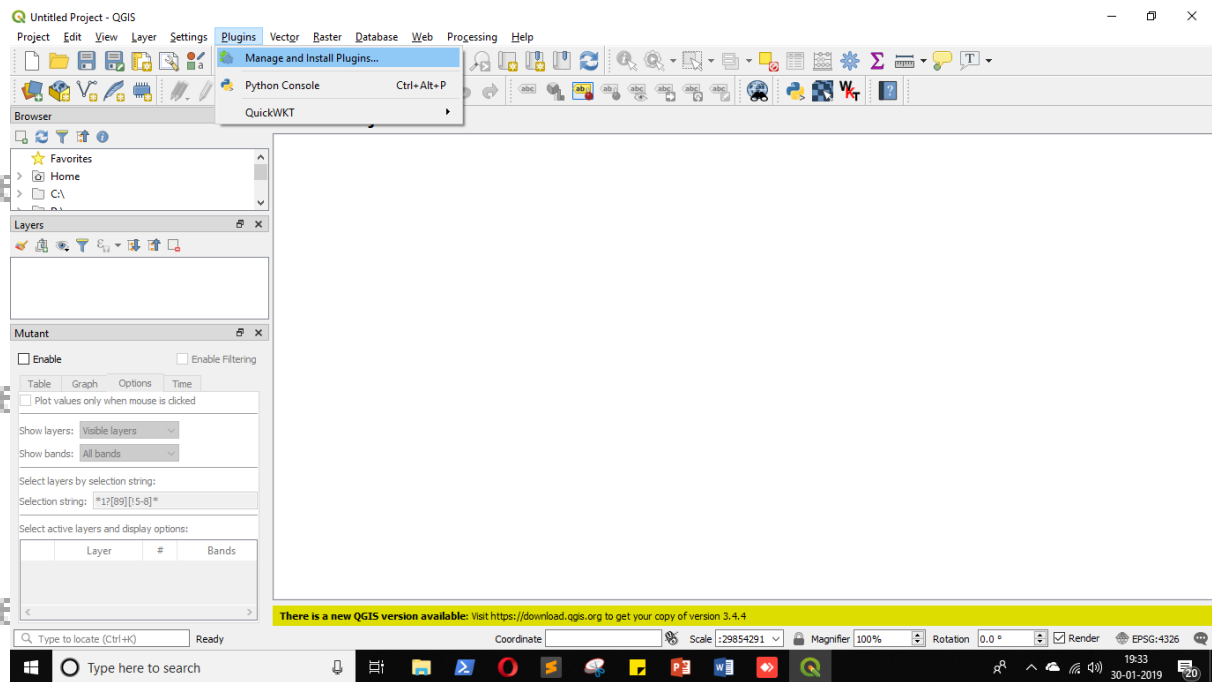 Untitled Project - QGIS
Project Edit View Layer Settings Plugins Vector Raster Database Web Processing Help
Manage and Install Plugins...
Python Console Ctrl+Alt+P
QuickWKT
Browser
Favorites
Home
C:\
Layers
Mutant
Enable Enable Filtering
Table Graph Options Time
Plot values only when mouse is clicked
Show layers: Visible layers
Show bands: All bands
Select layers by selection string:
Selection string: *1?[89][!5-8]*
Select active layers and display options:
Layer # Bands
There is a new QGIS version available: Visit https://download.qgis.org to get your copy of version 3.4.4
Type to locate (Ctrl+K) Ready Coordinate Scale :29854291 Magnifier 100% Rotation 0.0 ° Render EPSG:4326
Type here to search
19:33
30-01-2019
20